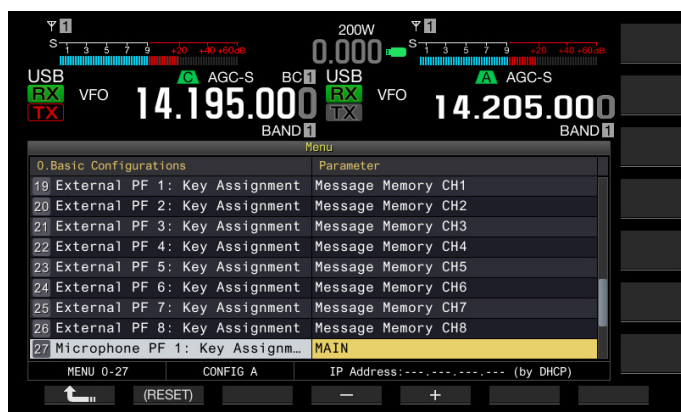 1 200W 1
S 1 3 5 7 9 +20 +40 +60dB 0.000 S 1 3 5 7 9 +20 +40 +60dB
USB C AGC-S BC 1 USB A AGC-S
RX VFO 14.195.000 RX VFO 14.205.000
TX TX
BAND 1 BAND 1
Menu
0.Basic Configurations Parameter
19 External PF 1: Key Assignment Message Memory CH1
20 External PF 2: Key Assignment Message Memory CH2
21 External PF 3: Key Assignment Message Memory CH3
22 External PF 4: Key Assignment Message Memory CH4
23 External PF 5: Key Assignment Message Memory CH5
24 External PF 6: Key Assignment Message Memory CH6
25 External PF 7: Key Assignment Message Memory CH7
26 External PF 8: Key Assignment Message Memory CH8
27 Microphone PF 1: Key Assignm… MAIN
MENU 0-27 CONFIG A IP Address:---.---.---.--- (by DHCP)
(RESET) − +